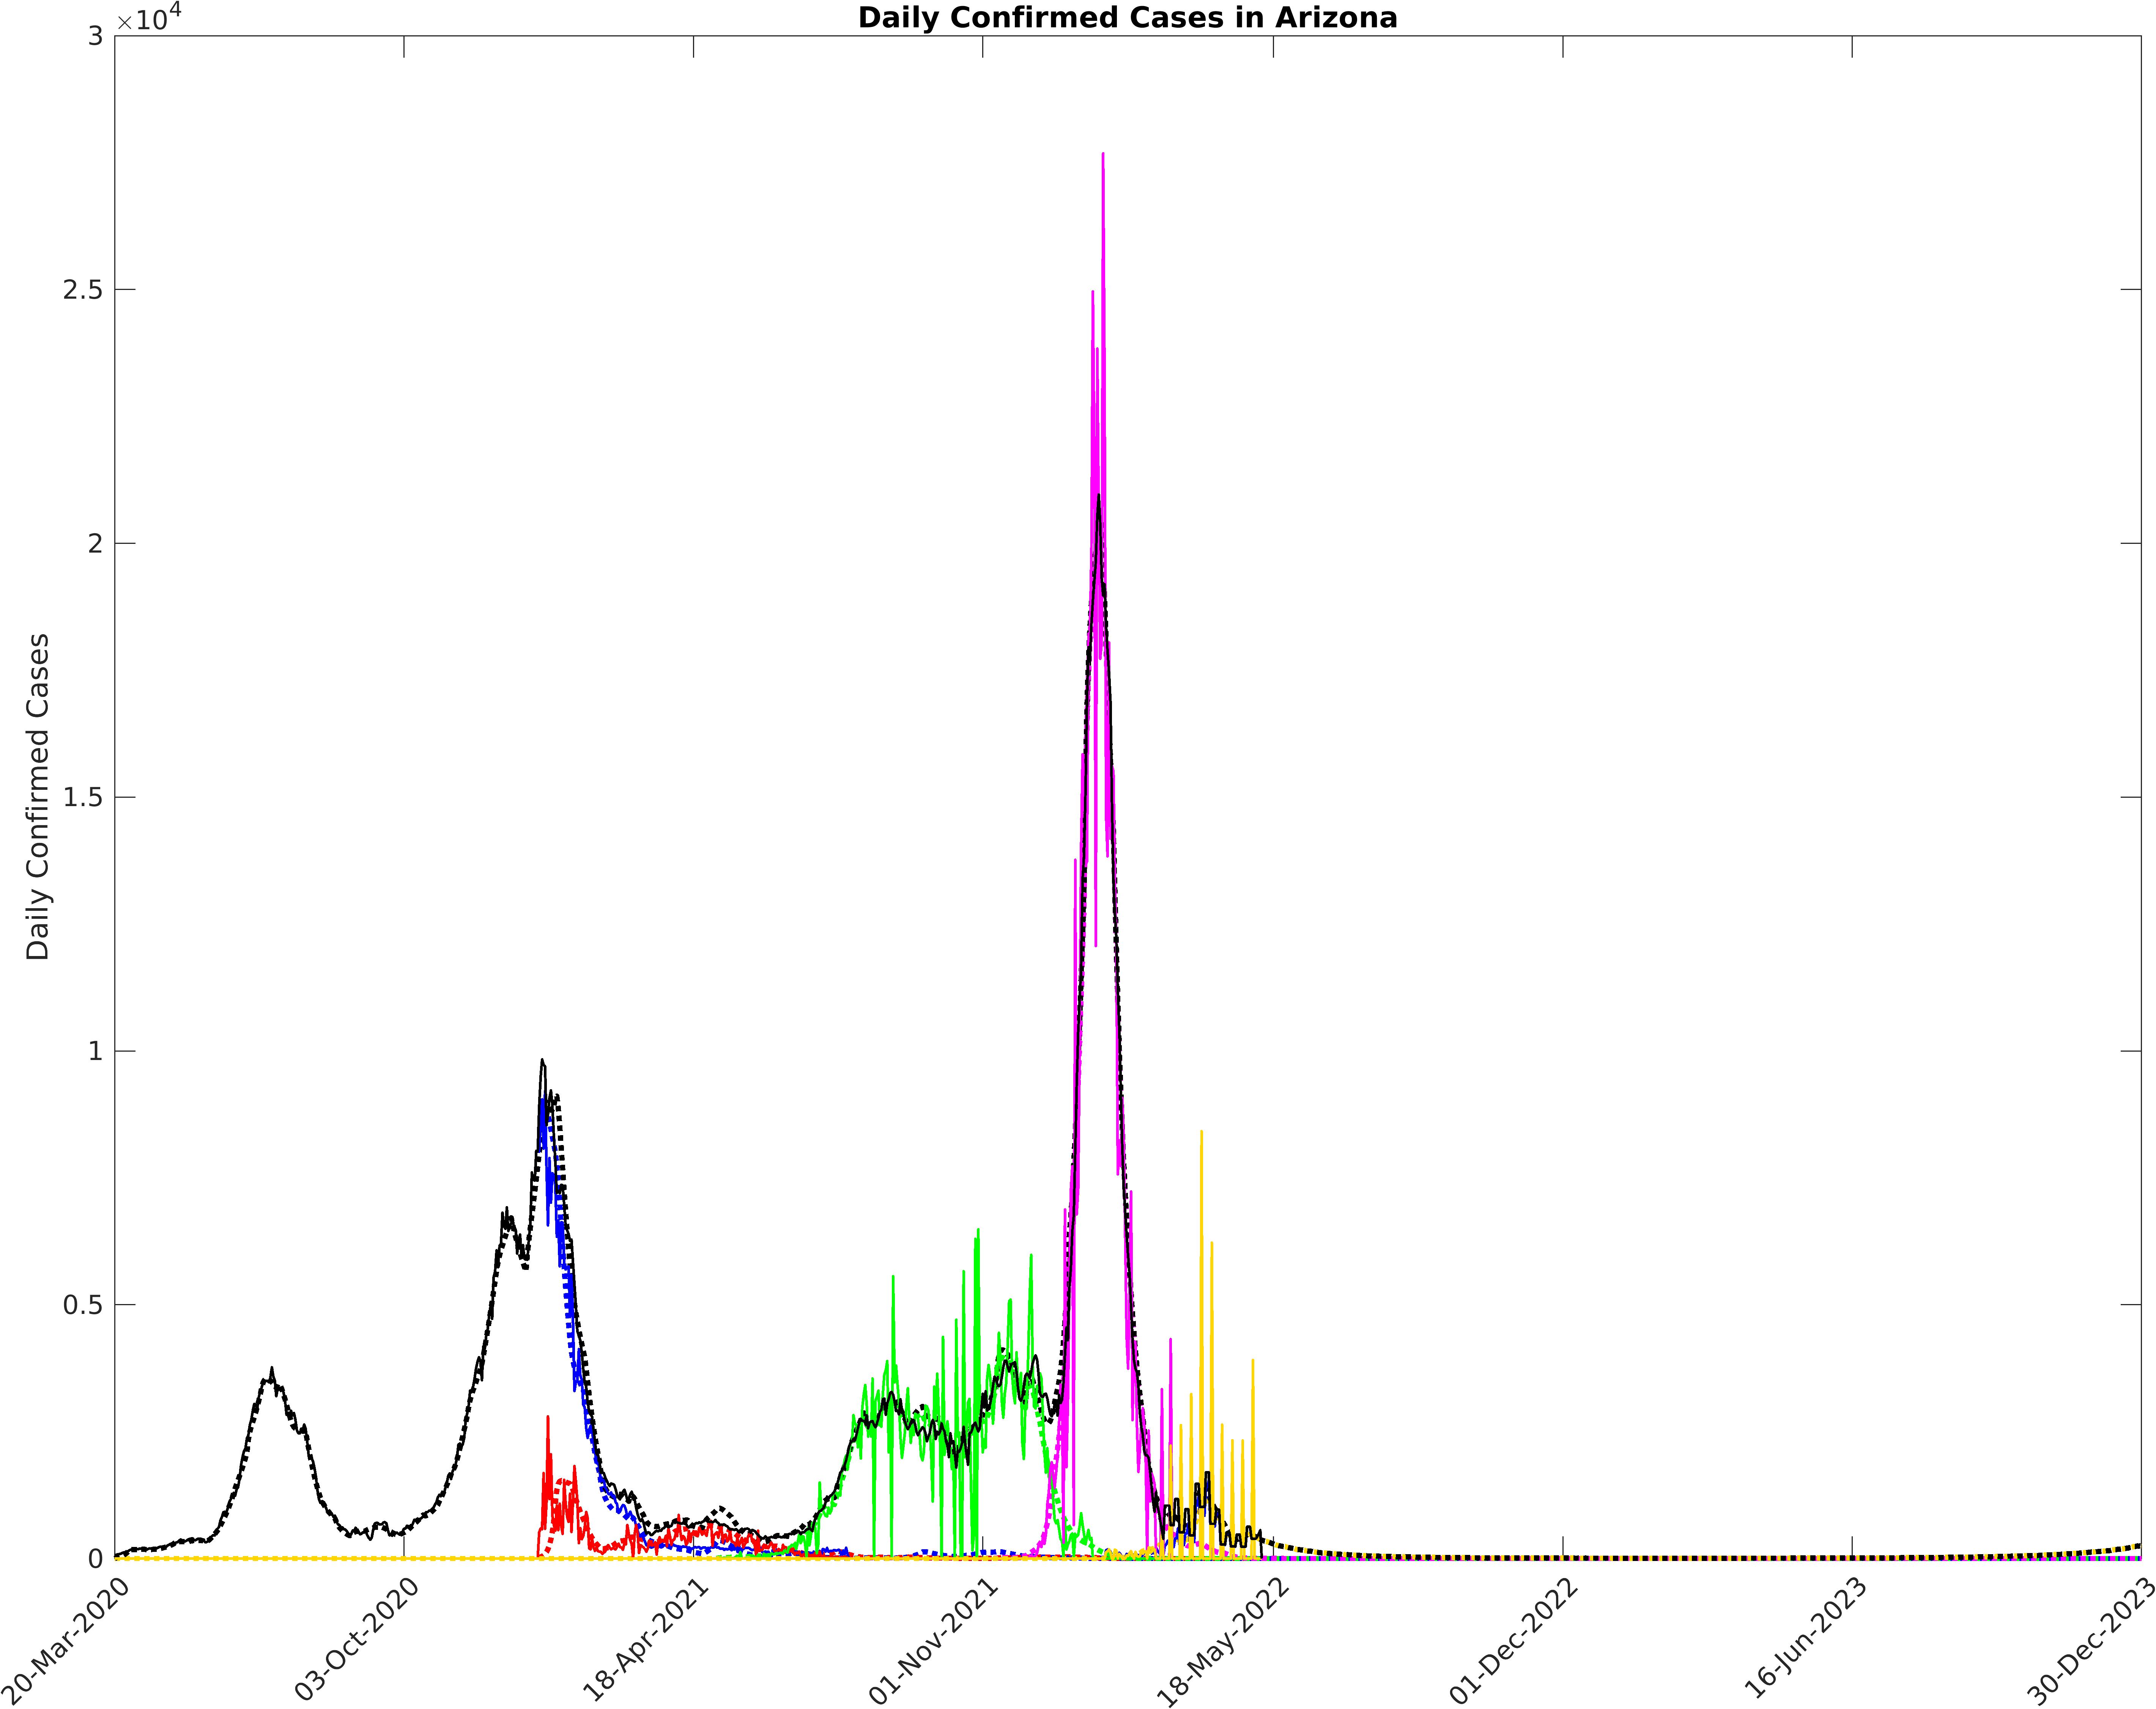 Daily Confirmed Cases in Arizona
×10⁴
3
2.5
2
1.5
1
0.5
0
Daily Confirmed Cases
20-Mar-2020
03-Oct-2020
18-Apr-2021
01-Nov-2021
18-May-2022
01-Dec-2022
16-Jun-2023
30-Dec-2023